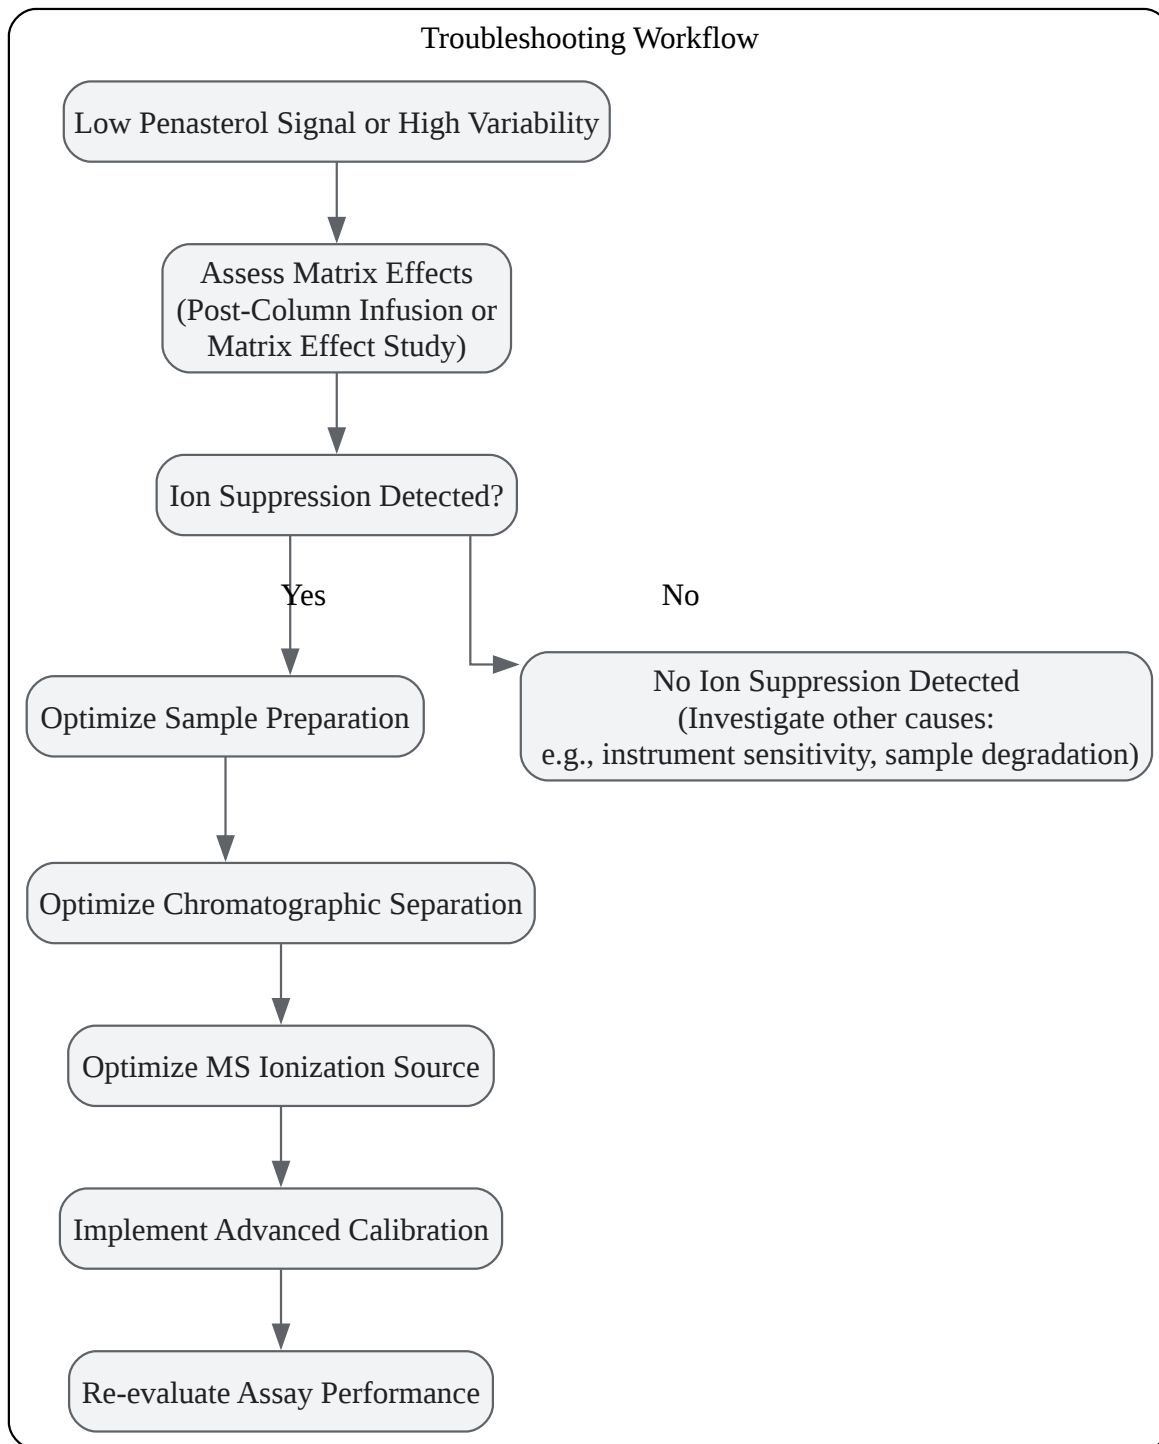 Troubleshooting Workflow
Low Penasterol Signal or High Variability
Assess Matrix Effects
(Post-Column Infusion or
Matrix Effect Study)
Ion Suppression Detected?
Yes
No
No Ion Suppression Detected
(Investigate other causes:
e.g., instrument sensitivity, sample degradation)
Optimize Sample Preparation
Optimize Chromatographic Separation
Optimize MS Ionization Source
Implement Advanced Calibration
Re-evaluate Assay Performance